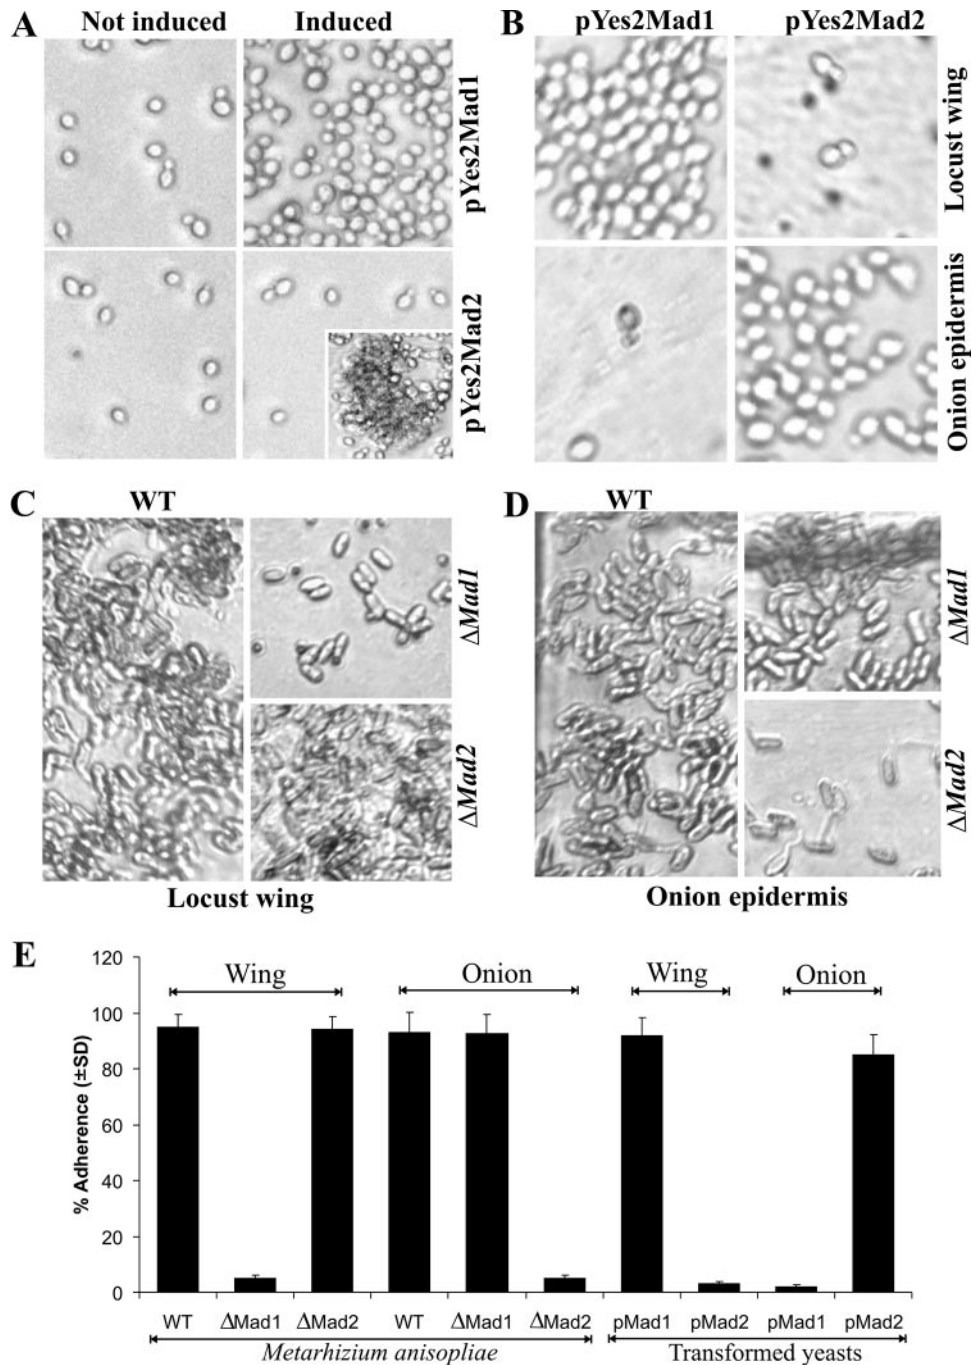 A
Not induced
Induced
pYes2Mad1
pYes2Mad2
B
pYes2Mad1
pYes2Mad2
Locust wing
Onion epidermis
C
WT
ΔMad1
ΔMad2
Locust wing
D
WT
ΔMad1
ΔMad2
Onion epidermis
E
% Adherence (±SD)
120
100
80
60
40
20
0
Wing
Onion
Wing
Onion
WT
ΔMad1
ΔMad2
WT
ΔMad1
ΔMad2
pMad1
pMad2
pMad1
pMad2
Metarhizium anisopliae
Transformed yeasts